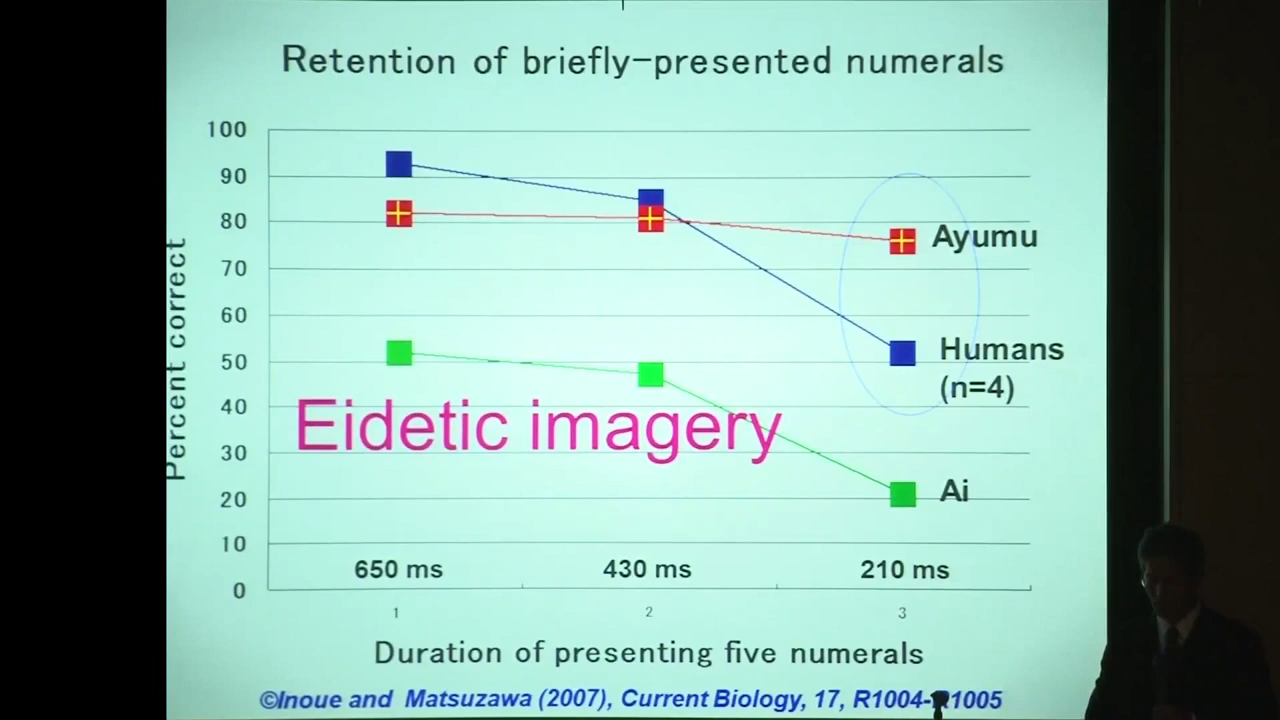 Retention of briefly-presented numerals
100
90
80
70
60
50
40
30
20
10
0
Percent correct
Ayumu
Humans
(n=4)
Ai
Eidetic imagery
650 ms
430 ms
210 ms
1
2
3
Duration of presenting five numerals
©Inoue and Matsuzawa (2007), Current Biology, 17, R1004-R1005